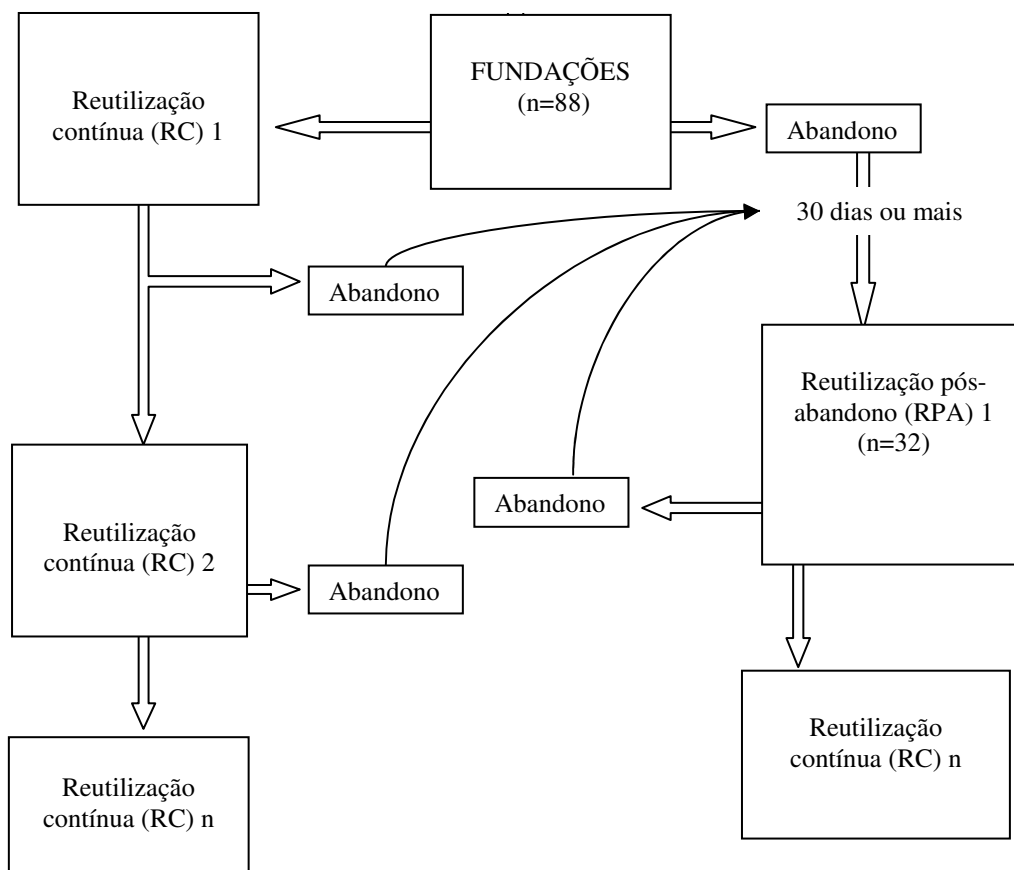 FUNDAÇÕES
(n=88)
Reutilização
contínua (RC) 1
Abandono
30 dias ou mais
Abandono
Reutilização pós-
abandono (RPA) 1
(n=32)
Reutilização
contínua (RC) 2
Abandono
Abandono
Reutilização
contínua (RC) n
Reutilização
contínua (RC) n